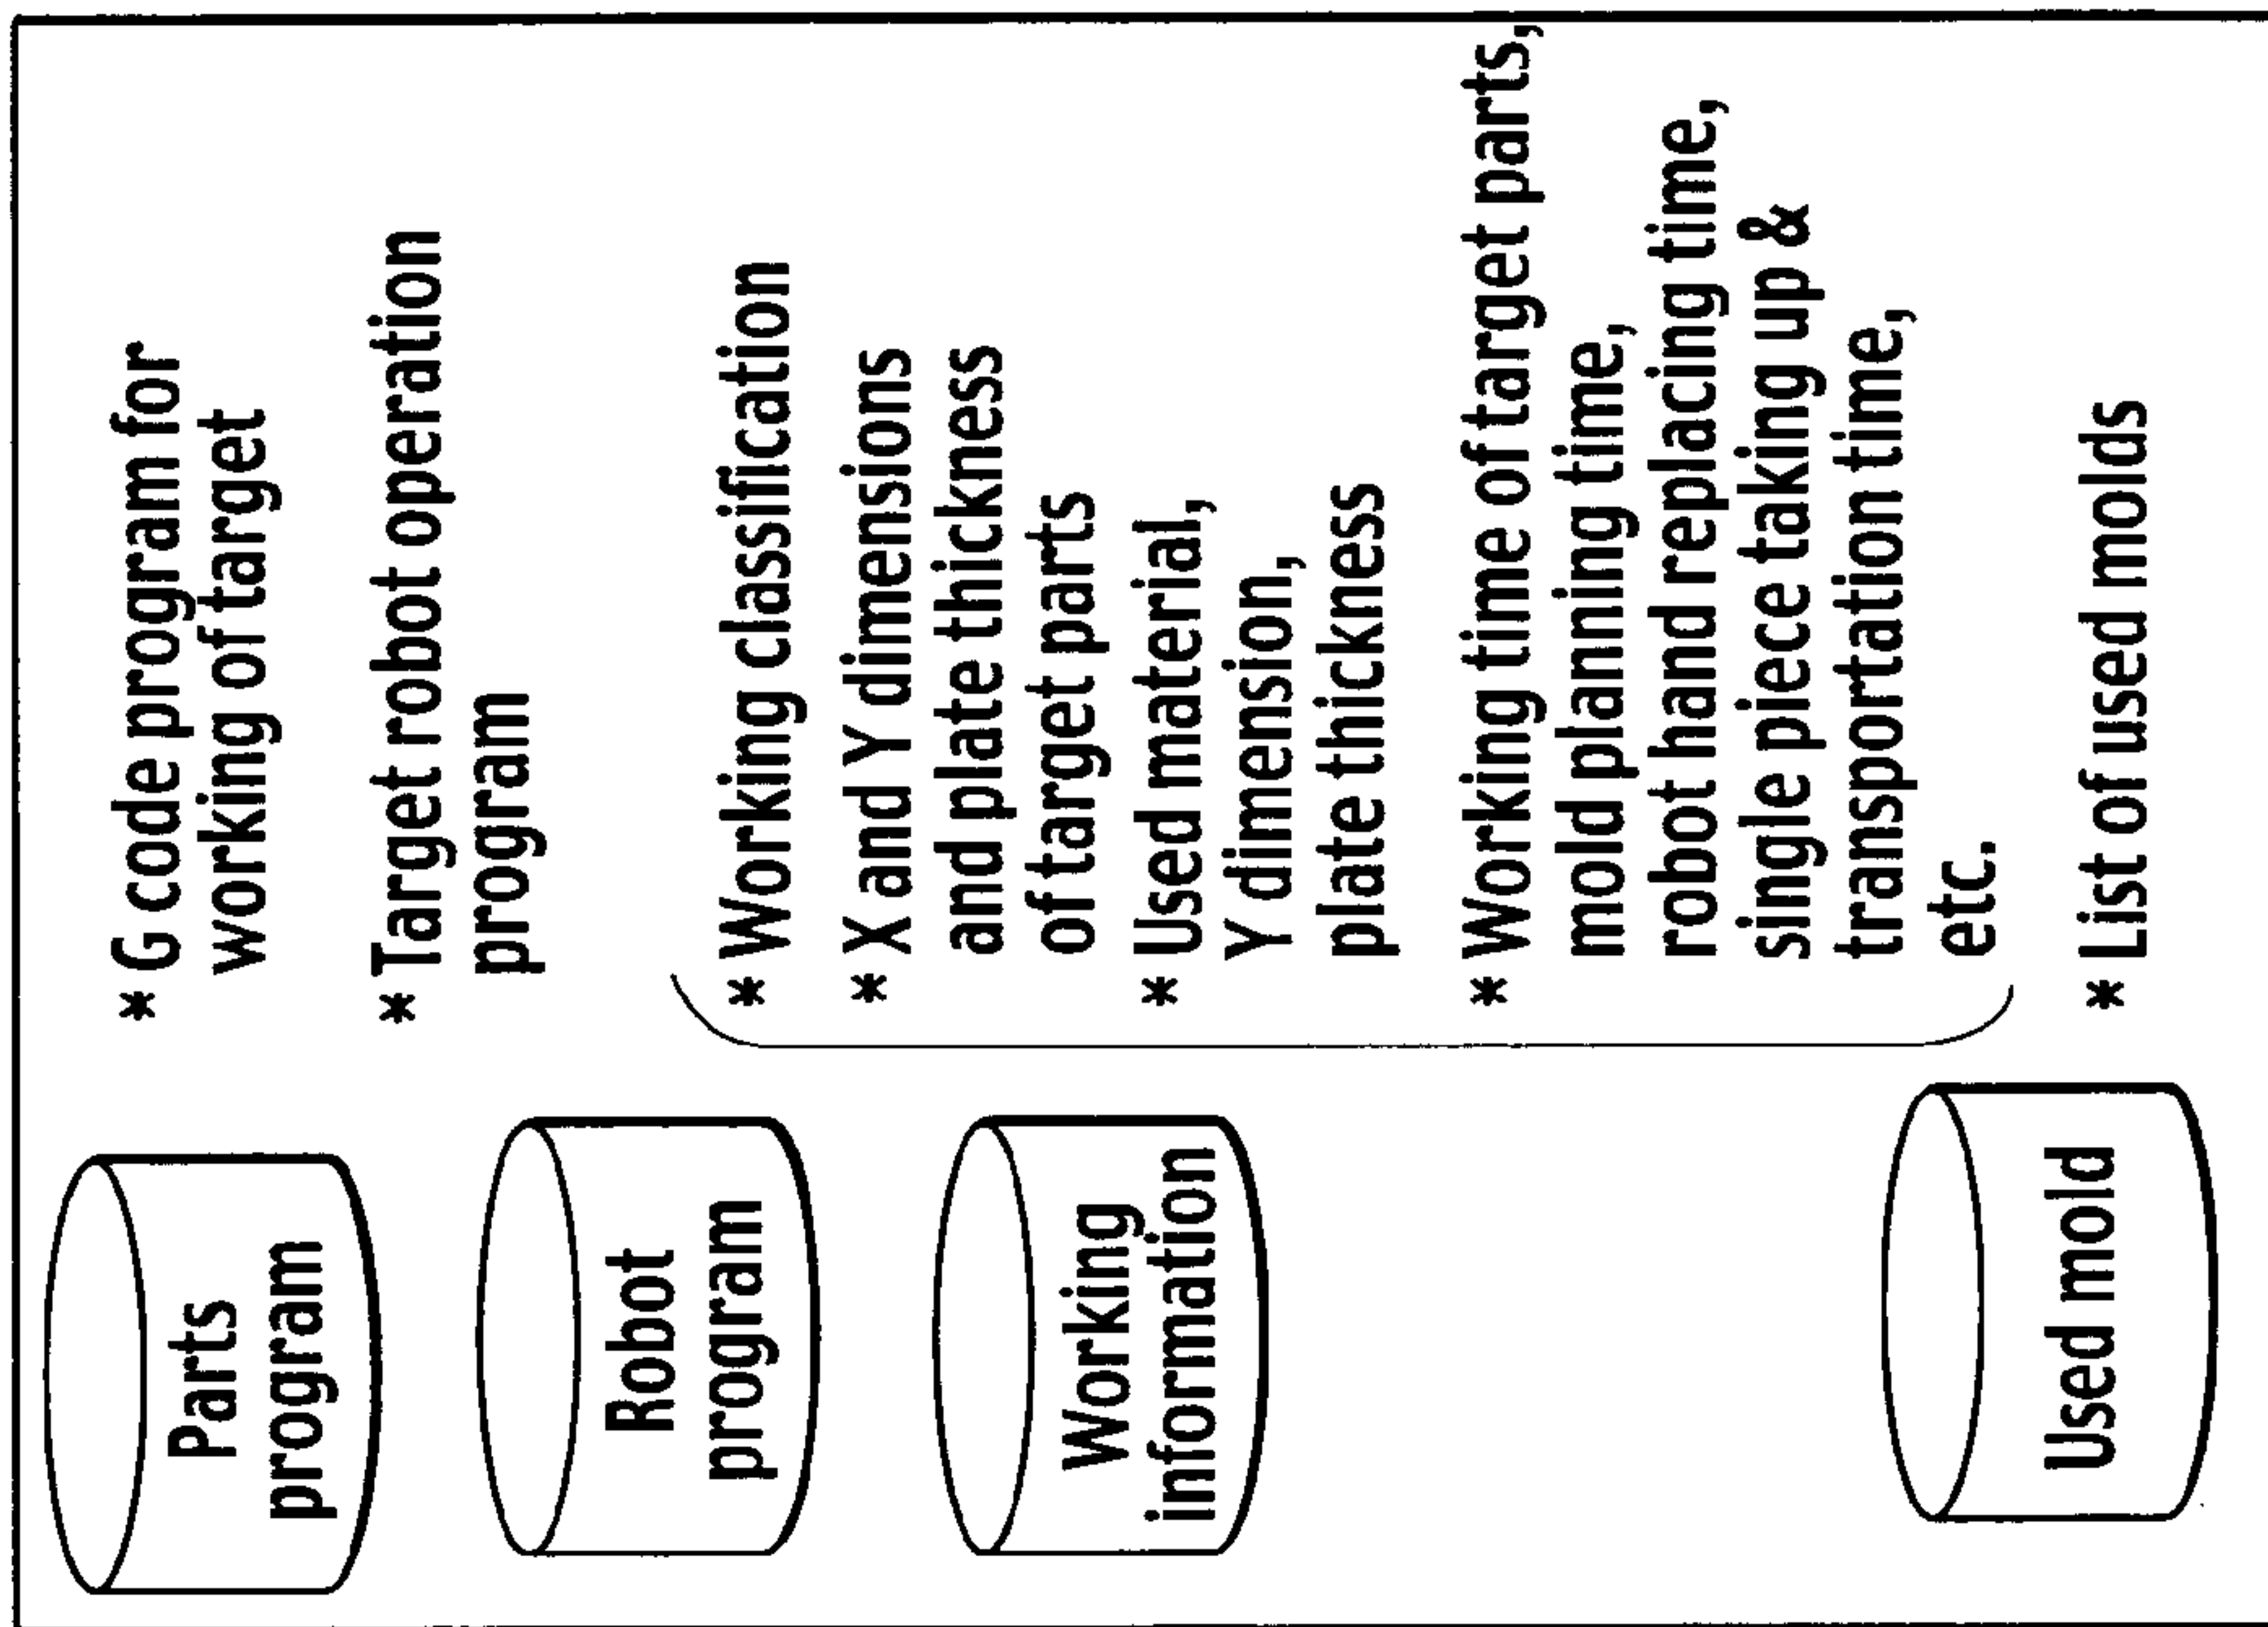 Parts
program
* G code program for
working of target
Robot
program
* Target robot operation
program
Working
information
* Working classification
* X and Y dimensions
and plate thickness
of target parts
* Used material,
Y dimension,
plate thickness
* Working time of target parts,
mold planning time,
robot hand replacing time,
single piece taking up &
transportation time,
etc.
Used mold
* List of used molds